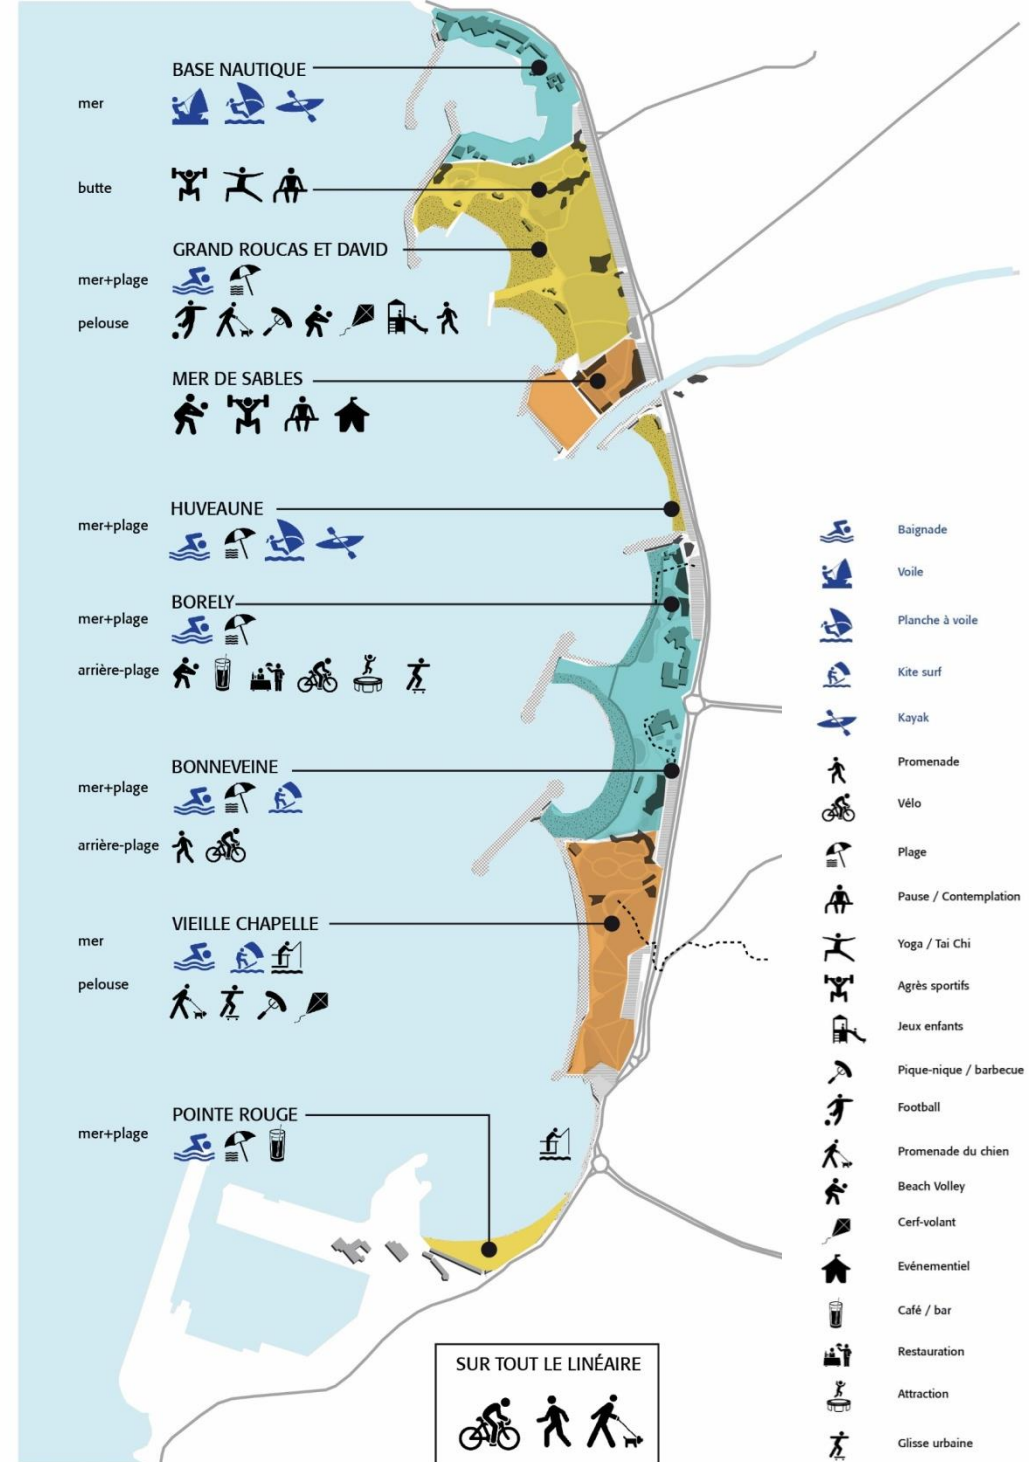 BASE NAUTIQUE
mer
butte
GRAND ROUCAS ET DAVID
mer+plage
pelouse
MER DE SABLES
HUVEAUNE
mer+plage
BORELY
mer+plage
arrière-plage
BONNEVEINE
mer+plage
arrière-plage
VIEILLE CHAPELLE
mer
pelouse
POINTE ROUGE
mer+plage
SUR TOUT LE LINÉAIRE
Baignade
Voile
Planche à voile
Kite surf
Kayak
Promenade
Vélo
Plage
Pause / Contemplation
Yoga / Tai Chi
Agrès sportifs
Jeux enfants
Pique-nique / barbecue
Football
Promenade du chien
Beach Volley
Cerf-volant
Evénementiel
Café / bar
Restauration
Attraction
Glisse urbaine